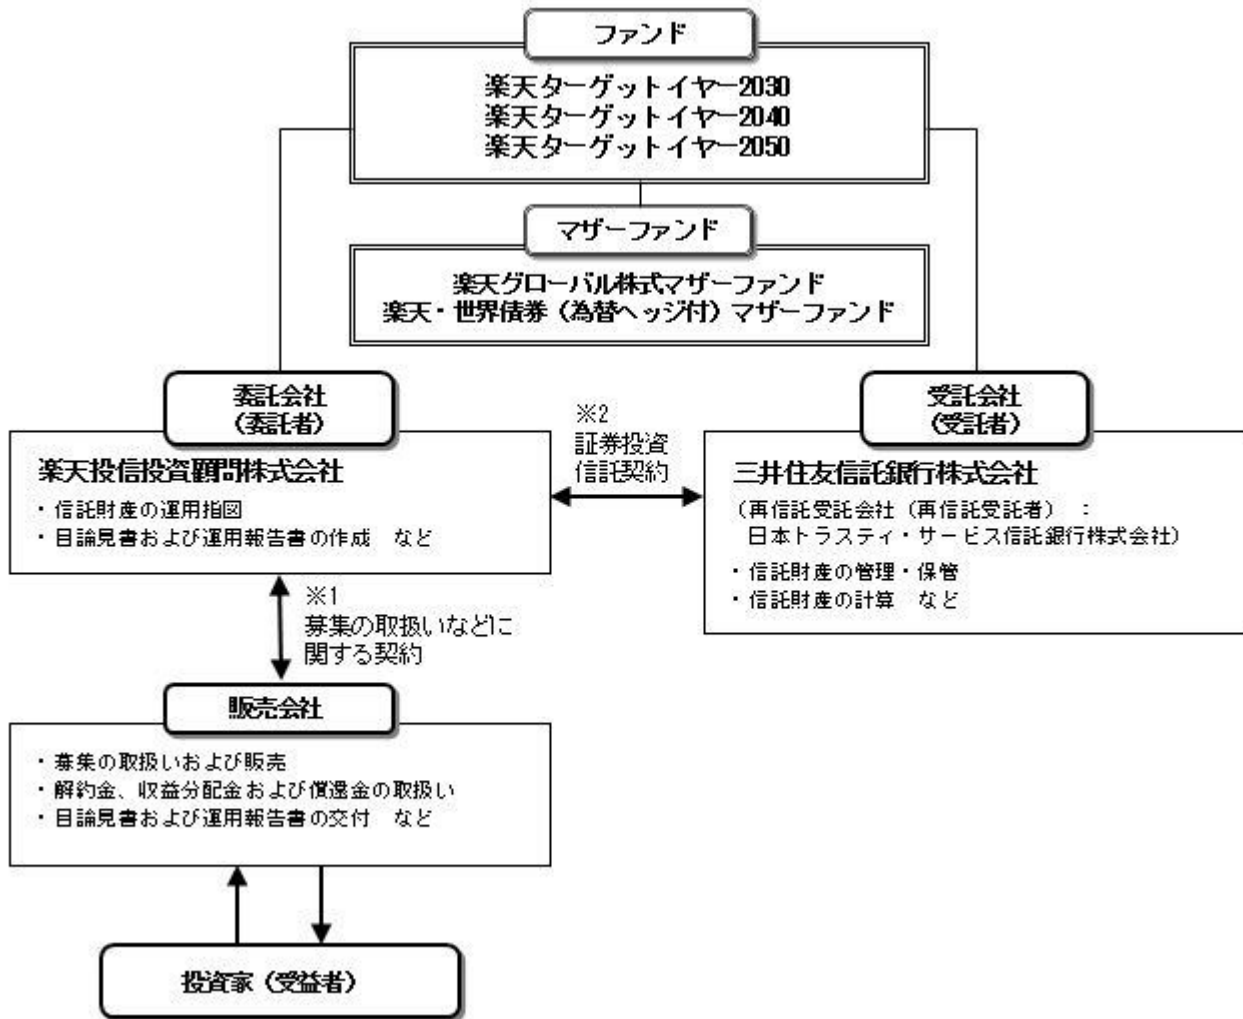 ファンド
楽天ターゲットイヤー2030
楽天ターゲットイヤー2040
楽天ターゲットイヤー2050
マザーファンド
楽天グローバル株式マザーファンド
楽天・世界債券（為替ヘッジ付）マザーファンド
委託会社
（委託者）
楽天投信投資顧問株式会社
・信託財産の運用指図
・目論見書および運用報告書の作成　など
※2
証券投資
信託契約
受託会社
（受託者）
三井住友信託銀行株式会社
（再信託受託会社（再信託受託者）：
日本トラスティ・サービス信託銀行株式会社）
・信託財産の管理・保管
・信託財産の計算　など
※1
募集の取扱いなどに
関する契約
販売会社
・募集の取扱いおよび販売
・解約金、収益分配金および償還金の取扱い
・目論見書および運用報告書の交付　など
投資家（受益者）